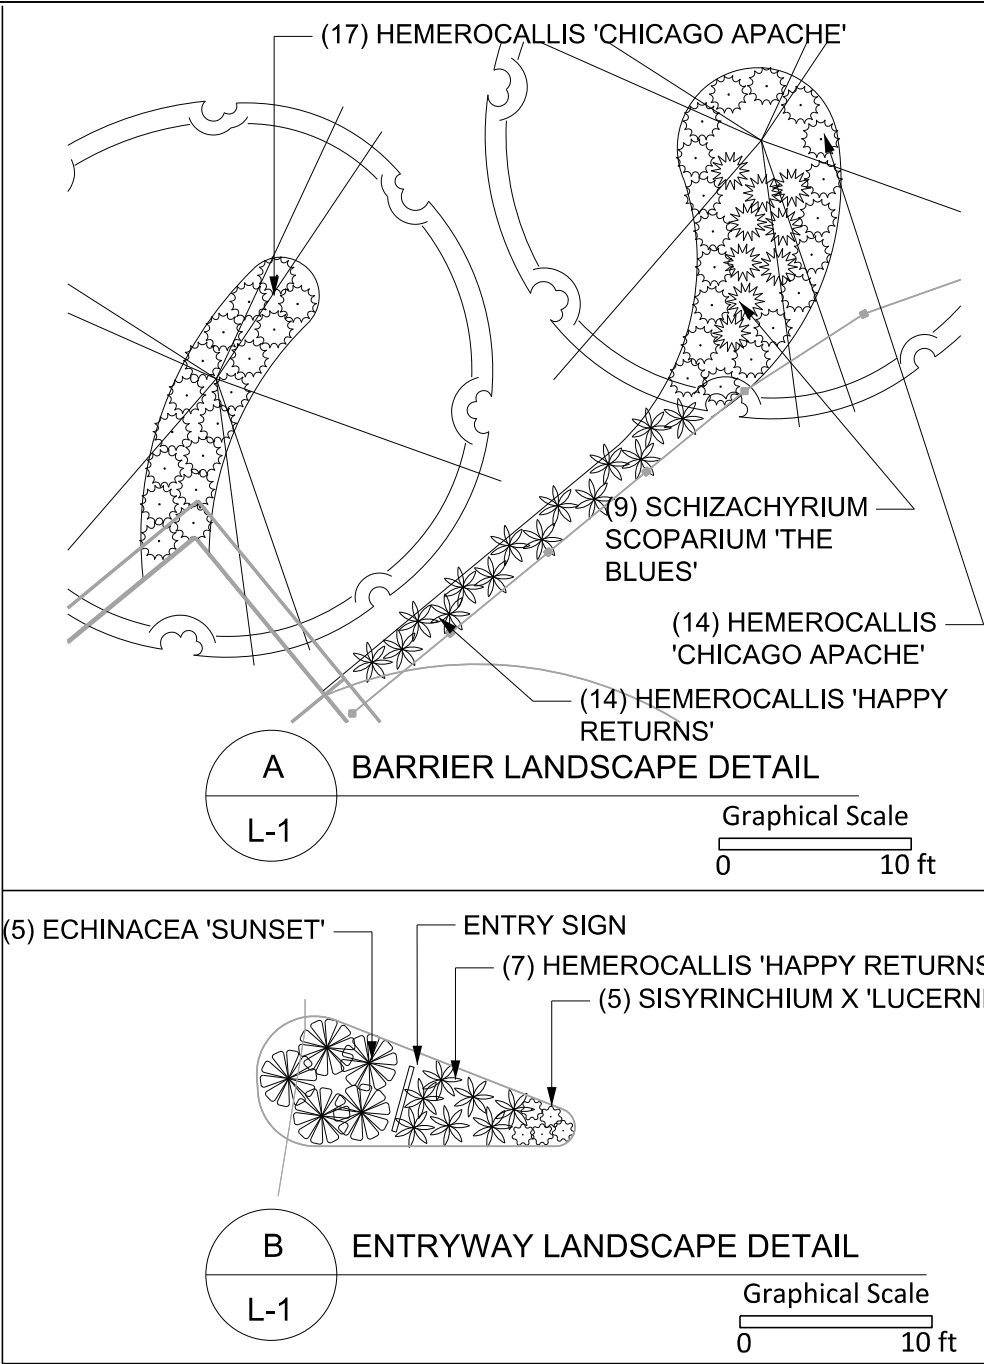 (17) HEMEROCALLIS 'CHICAGO APACHE'
(9) SCHIZACHYRIUM
SCOPARIUM 'THE
BLUES'
(14) HEMEROCALLIS
'CHICAGO APACHE'
(14) HEMEROCALLIS 'HAPPY
RETURNS'
A
L-1
BARRIER LANDSCAPE DETAIL
Graphical Scale
0 10 ft
(5) ECHINACEA 'SUNSET'
ENTRY SIGN
(7) HEMEROCALLIS 'HAPPY RETURNS
(5) SISYRINCHIUM X 'LUCERN
B
L-1
ENTRYWAY LANDSCAPE DETAIL
Graphical Scale
0 10 ft